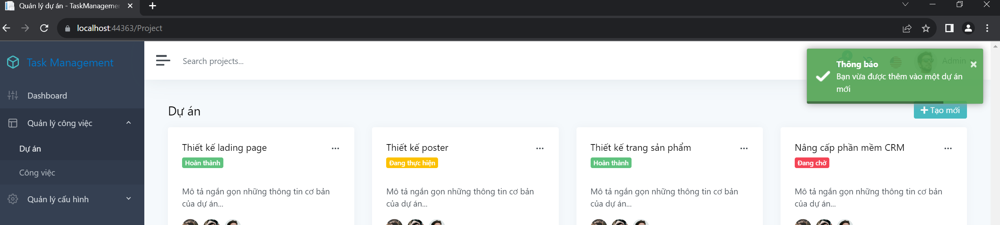 Quản lý dự án - TaskManagemen
localhost:44363/Project
Task Management
Search projects...
4
Admin
Thông báo
Bạn vừa được thêm vào một dự án
mới
Dashboard
Quản lý công việc
Dự án
Công việc
Quản lý cấu hình
Dự án
Tạo mới
Thiết kế lading page
Hoàn thành
Mô tả ngắn gọn những thông tin cơ bản
của dự án...
Thiết kế poster
Đang thực hiện
Mô tả ngắn gọn những thông tin cơ bản
của dự án...
Thiết kế trang sản phẩm
Hoàn thành
Mô tả ngắn gọn những thông tin cơ bản
của dự án...
Nâng cấp phần mềm CRM
Đang chờ
Mô tả ngắn gọn những thông tin cơ bản
của dự án...